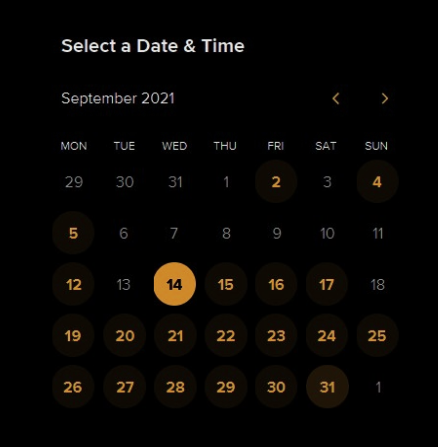 Select a Date & Time
September 2021
MON TUE WED THU FRI SAT SUN
29 30 31 1 2 3 4
5 6 7 8 9 10 11
12 13 14 15 16 17 18
19 20 21 22 23 24 25
26 27 28 29 30 31 1